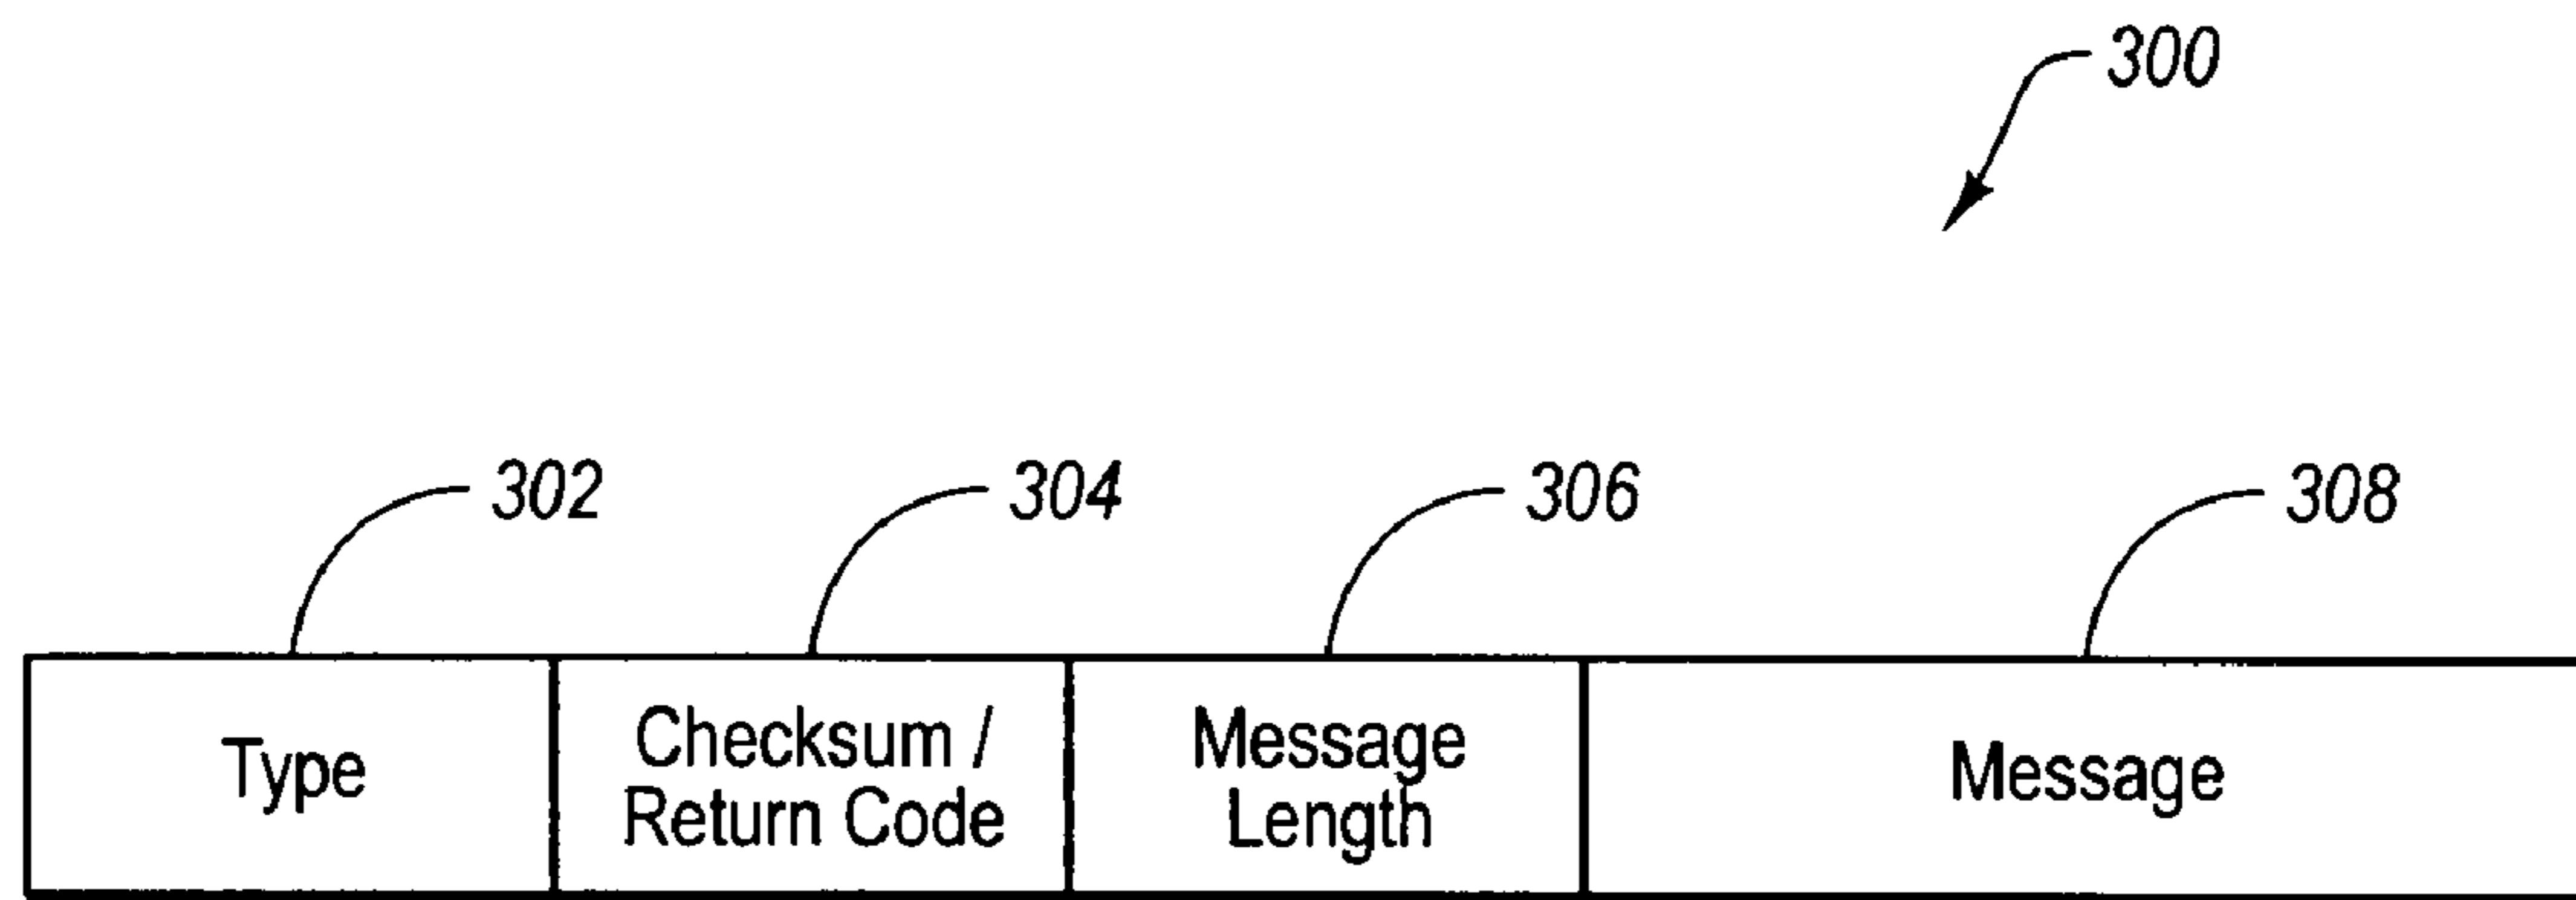 300
302
304
306
308
Type
Checksum /
Return Code
Message
Length
Message